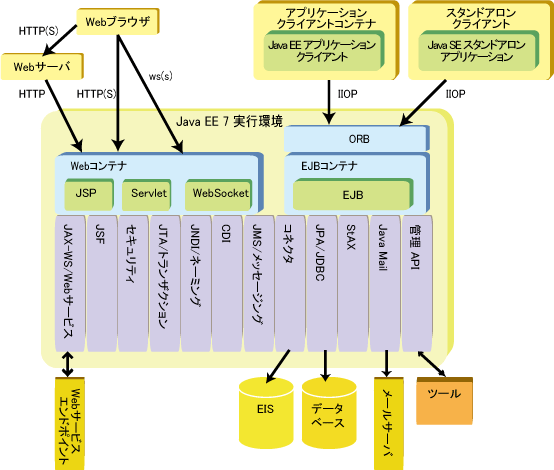 Webブラウザ
HTTP(S)
Webサーバ
HTTP
HTTP(S)
ws(s)
アプリケーション
クライアントコンテナ
Java EE アプリケーション
クライアント
スタンドアロン
クライアント
Java SE スタンドアロン
アプリケーション
IIOP
IIOP
Java EE 7 実行環境
ORB
Webコンテナ
EJBコンテナ
JSP
Servlet
WebSocket
EJB
JAX-WS/Webサービス
JSF
セキュリティ
JTA/トランザクション
JNDI/ネーミング
CDI
JMS/メッセージング
コネクタ
JPA/JDBC
StAX
Java Mail
管理 API
Webサービス
エンドポイント
EIS
データ
ベース
メールサーバ
ツール